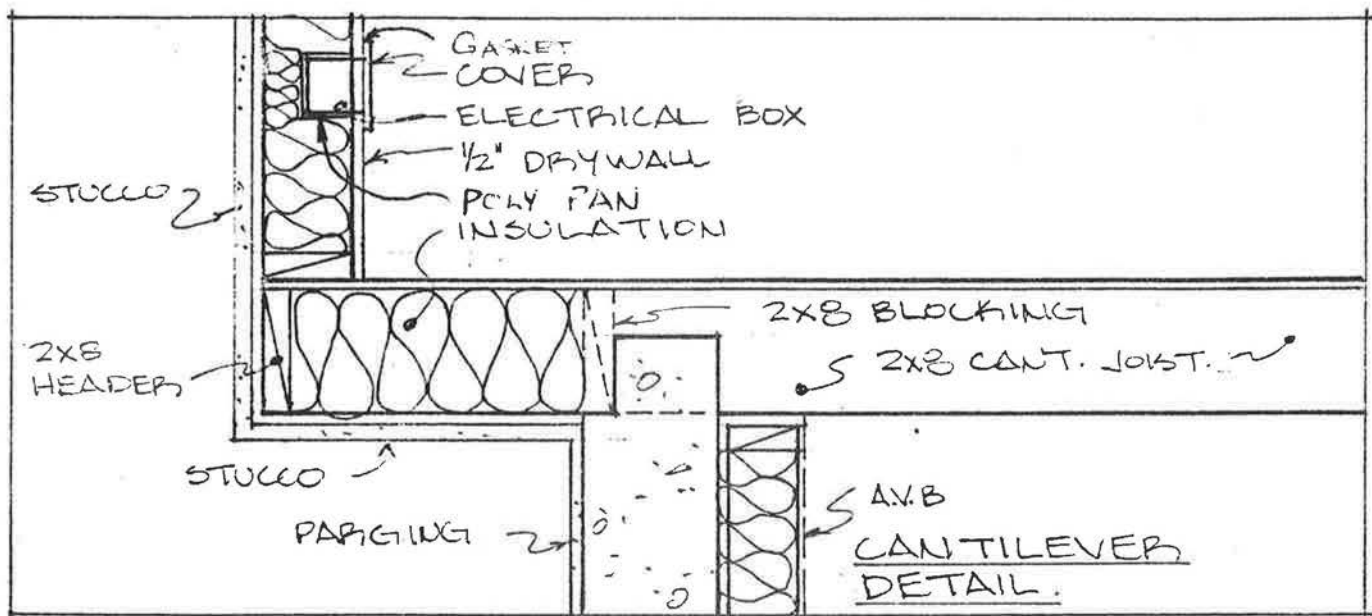 GASKET
COVER
ELECTRICAL BOX
1/2" DRYWALL
POLY PAN
INSULATION
STUCCO
2X8 BLOCKING
2X8
HEADER
2X8 CANT. JOIST.
STUCCO
PARGING
A.V.B
CANTILEVER
DETAIL.